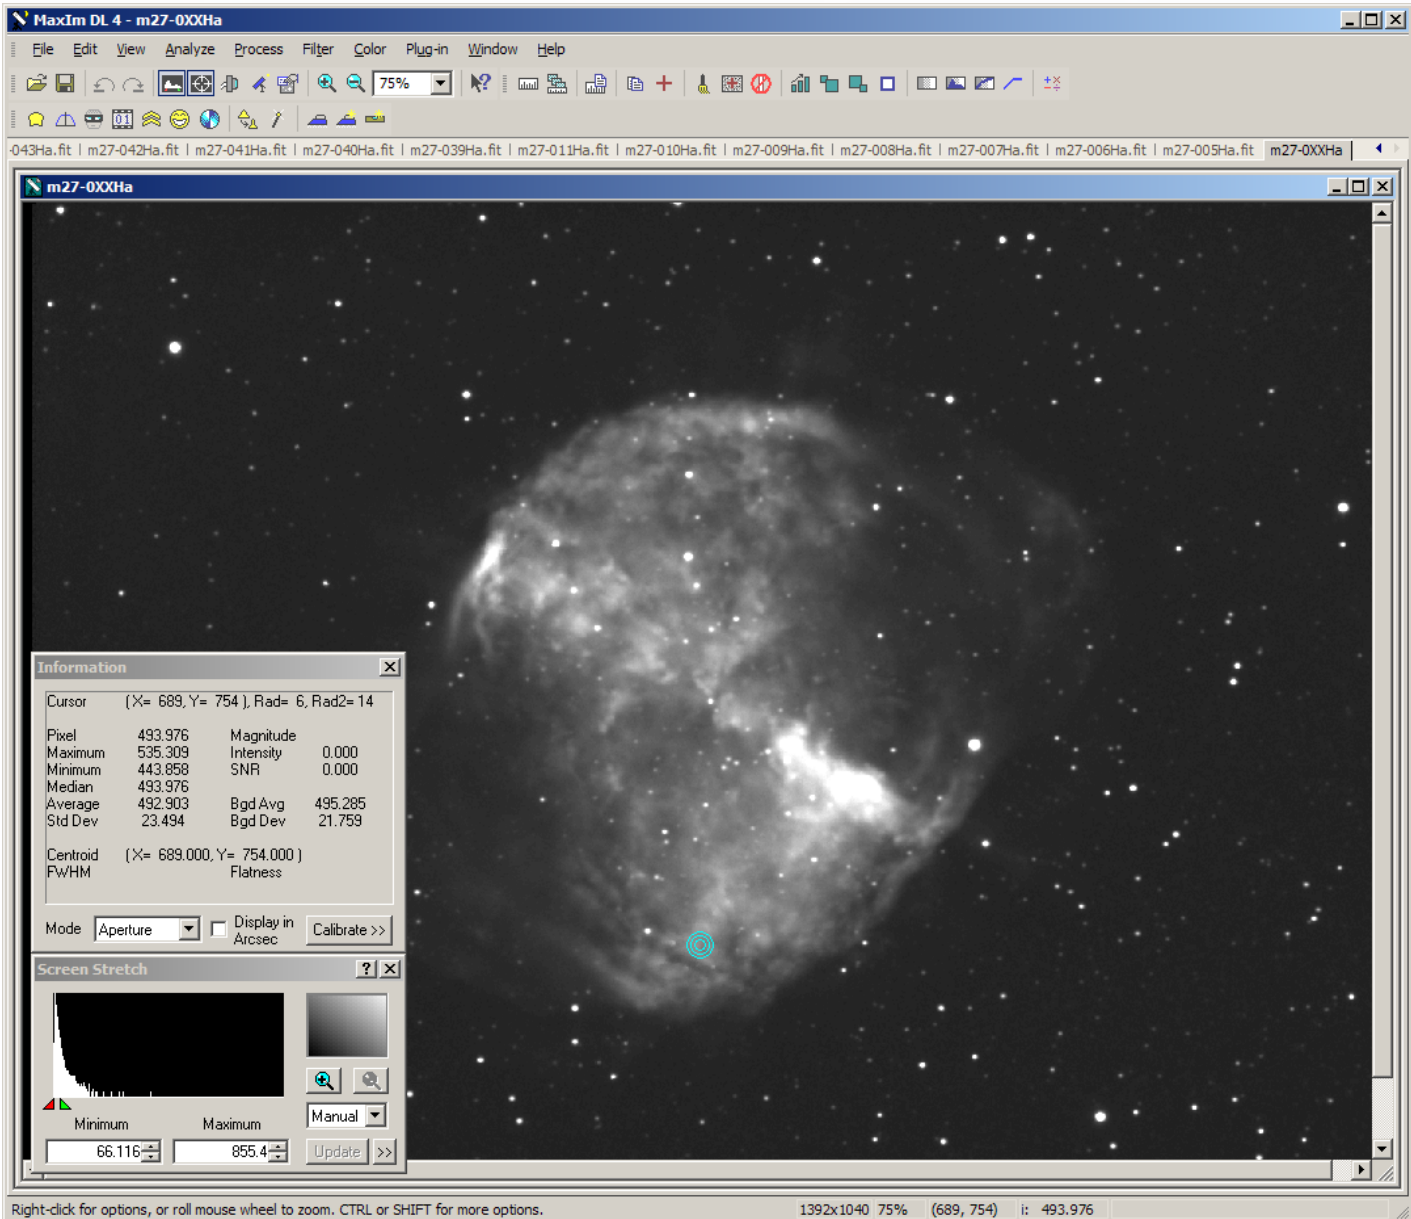 MaxIm DL 4 - m27-0XXHa
File Edit View Analyze Process Filter Color Plug-in Window Help
75%
-043Ha.fit | m27-042Ha.fit | m27-041Ha.fit | m27-040Ha.fit | m27-039Ha.fit | m27-011Ha.fit | m27-010Ha.fit | m27-009Ha.fit | m27-008Ha.fit | m27-007Ha.fit | m27-006Ha.fit | m27-005Ha.fit m27-0XXHa
m27-0XXHa
Information
Cursor (X= 689, Y= 754 ), Rad= 6, Rad2= 14
Pixel 493.976 Magnitude
Maximum 535.309 Intensity 0.000
Minimum 443.858 SNR 0.000
Median 493.976
Average 492.903 Bgd Avg 495.285
Std Dev 23.494 Bgd Dev 21.759
Centroid (X= 689.000, Y= 754.000 )
FWHM Flatness
Mode Aperture Display in Arcsec Calibrate >>
Screen Stretch
Manual
Minimum Maximum
66.116 855.4 Update >>
Right-click for options, or roll mouse wheel to zoom. CTRL or SHIFT for more options. 1392x1040 75% (689, 754) i: 493.976